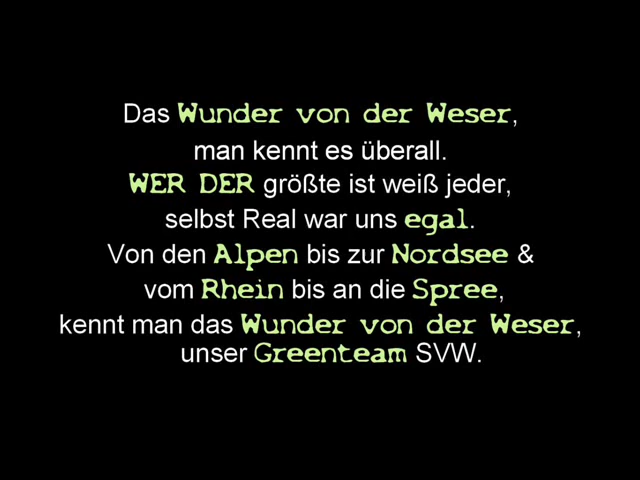 Das Wunder von der Weser,
man kennt es überall.
WER DER größte ist weiß jeder,
selbst Real war uns egal.
Von den Alpen bis zur Nordsee &
vom Rhein bis an die Spree,
kennt man das Wunder von der Weser,
unser Greenteam SVW.